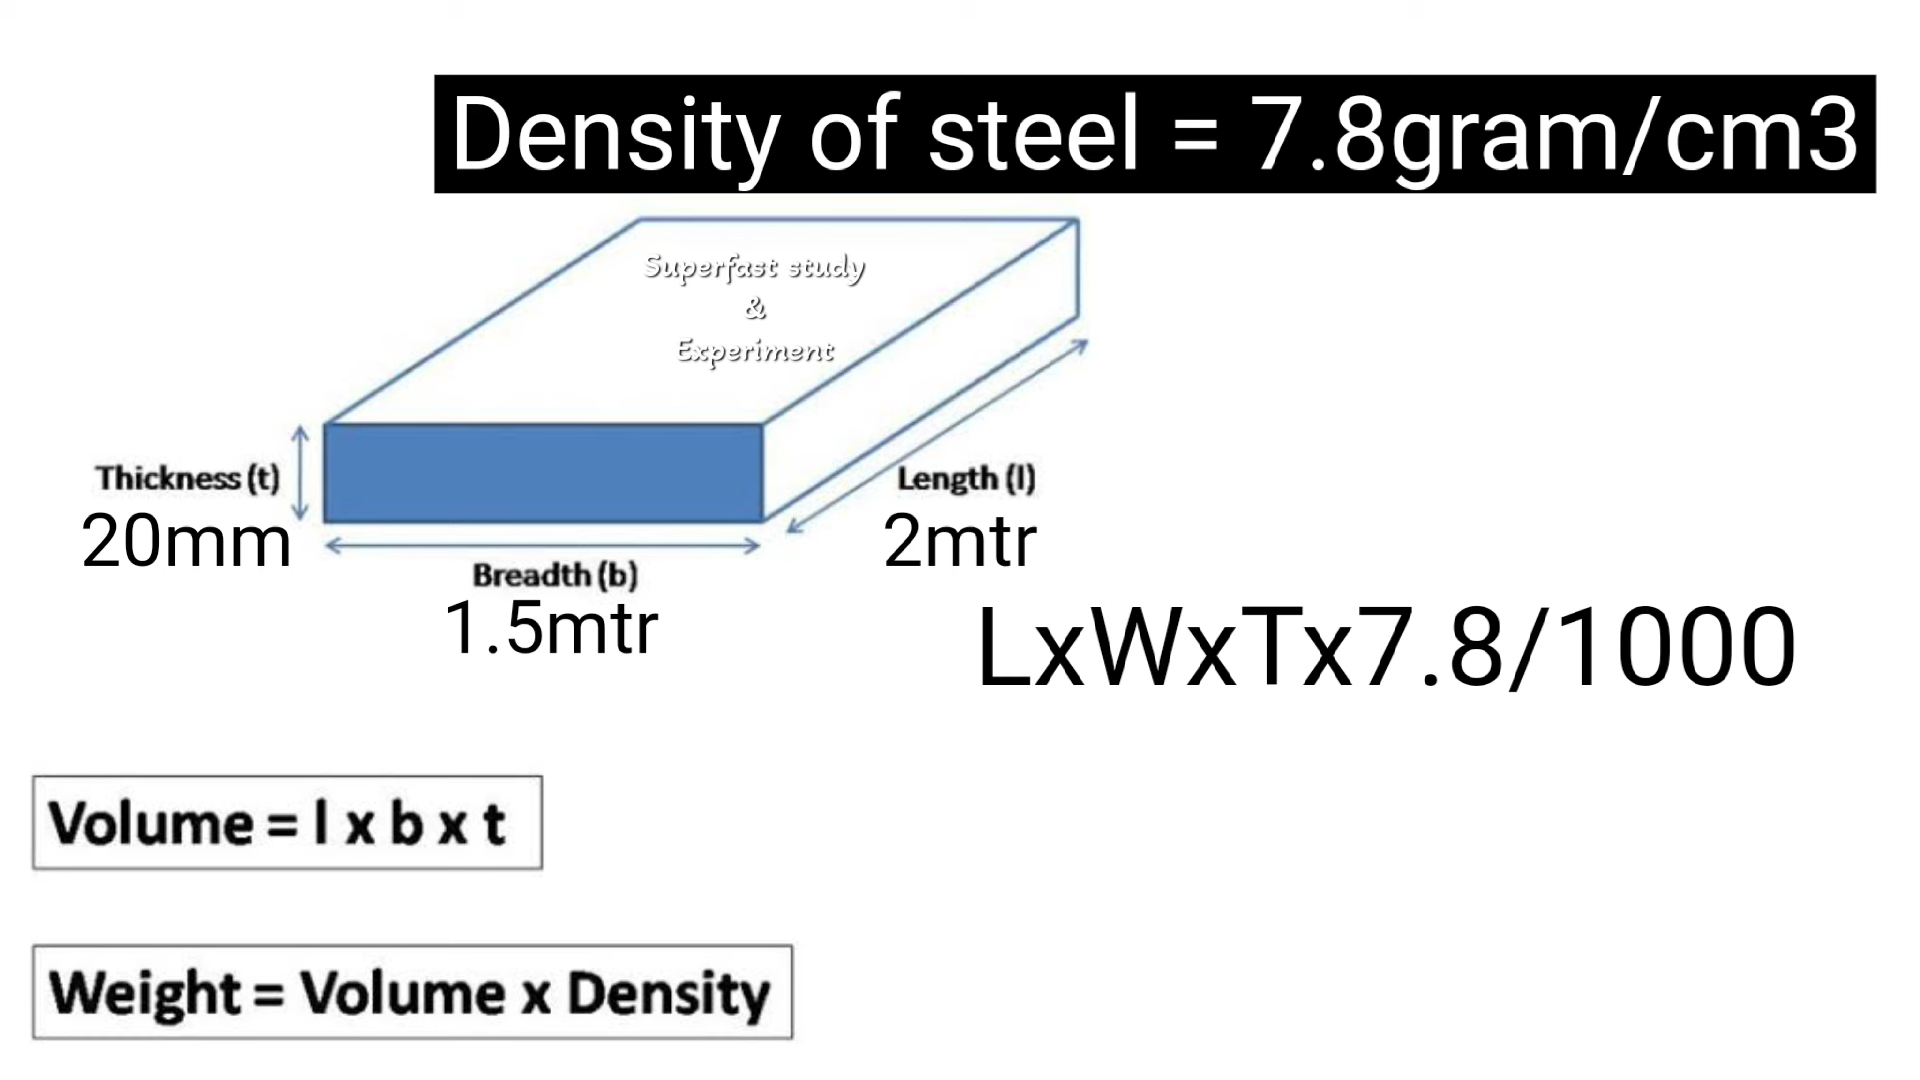 Density of steel = 7.8gram/cm3
Superfast study
&
Experiment
Thickness (t)
20mm
Length (l)
2mtr
Breadth (b)
1.5mtr
LxWxTx7.8/1000
Volume = l x b x t
Weight = Volume x Density